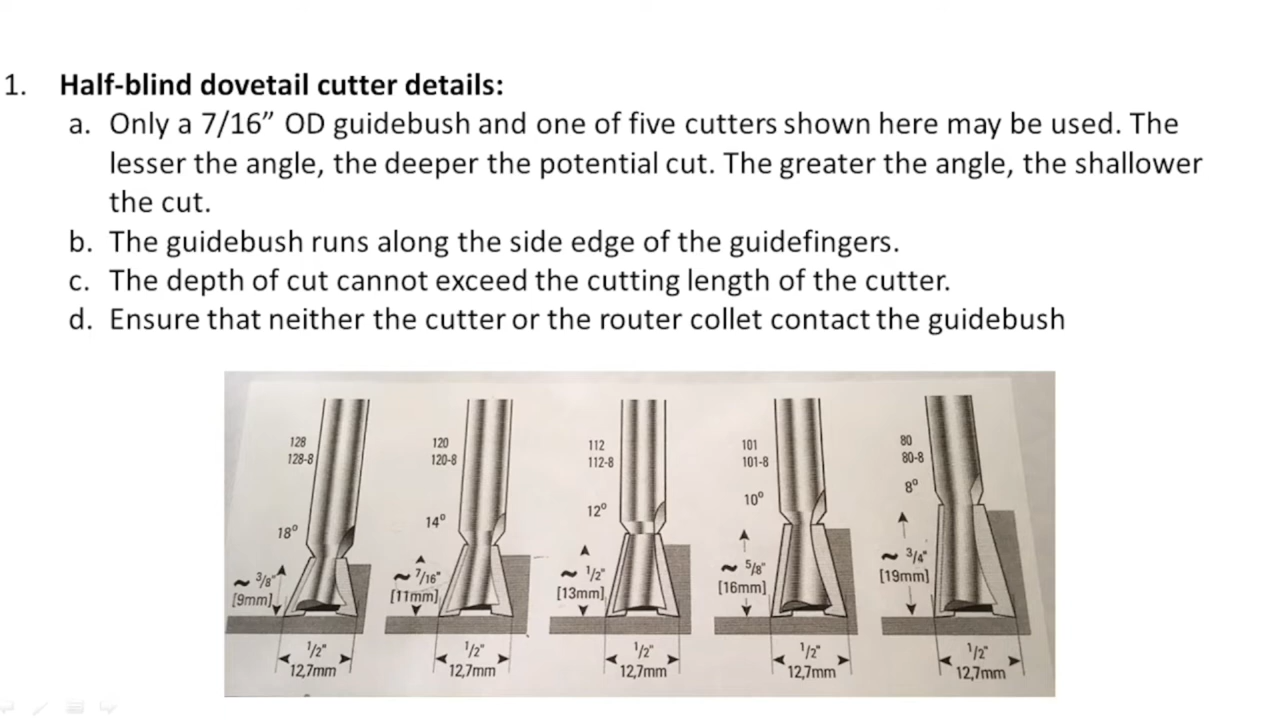 1. Half-blind dovetail cutter details:
a. Only a 7/16” OD guidebush and one of five cutters shown here may be used. The
lesser the angle, the deeper the potential cut. The greater the angle, the shallower
the cut.
b. The guidebush runs along the side edge of the guidefingers.
c. The depth of cut cannot exceed the cutting length of the cutter.
d. Ensure that neither the cutter or the router collet contact the guidebush
128
128-8
18°
~ 3/8"
[9mm]
1/2"
12,7mm
120
120-8
14°
~ 7/16"
[11mm]
1/2"
12,7mm
112
112-8
12°
~ 1/2"
[13mm]
1/2"
12,7mm
101
101-8
10°
~ 5/8"
[16mm]
1/2"
12,7mm
80
80-8
8°
~ 3/4"
[19mm]
1/2"
12,7mm